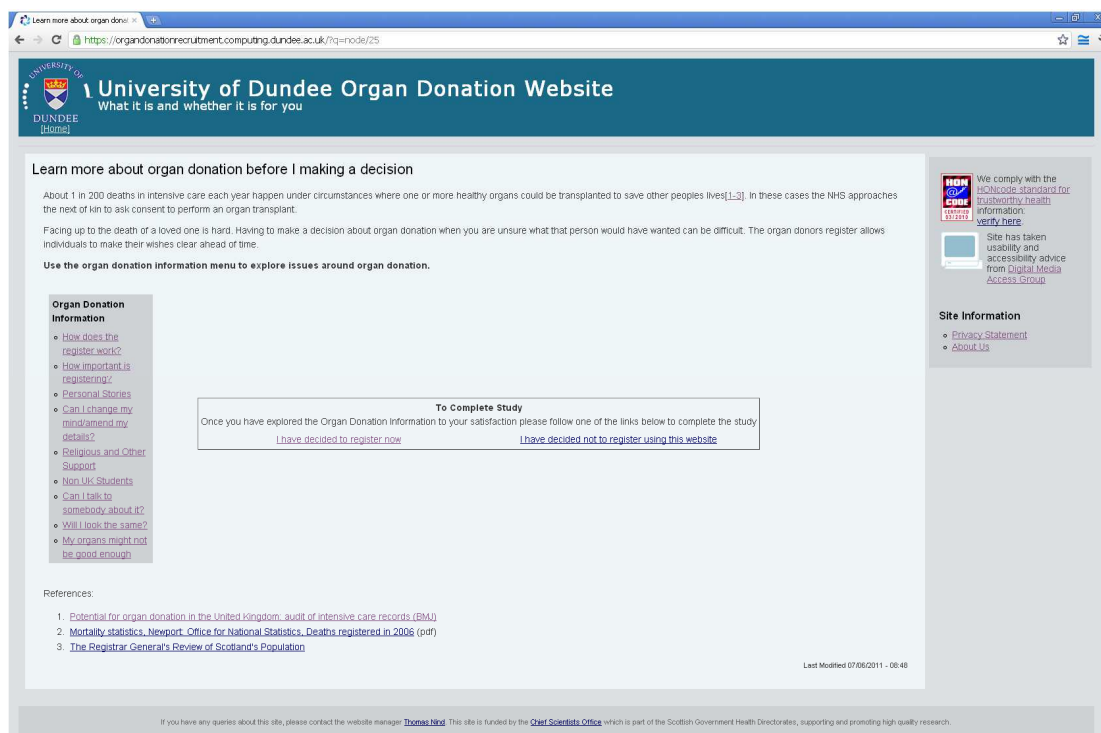 Learn more about organ donat
https://organdonationrecruitment.computing.dundee.ac.uk/?q=node/25
UNIVERSITY OF
DUNDEE
[Home]
University of Dundee Organ Donation Website
What it is and whether it is for you
Learn more about organ donation before I making a decision
About 1 in 200 deaths in intensive care each year happen under circumstances where one or more healthy organs could be transplanted to save other peoples lives[1-3]. In these cases the NHS approaches
the next of kin to ask consent to perform an organ transplant.
Facing up to the death of a loved one is hard. Having to make a decision about organ donation when you are unsure what that person would have wanted can be difficult. The organ donors register allows
individuals to make their wishes clear ahead of time.
Use the organ donation information menu to explore issues around organ donation.
Organ Donation
Information
How does the
register work?
How important is
registering?
Personal Stories
Can I change my
mind/amend my
details?
Religious and Other
Support
Non UK Students
Can I talk to
somebody about it?
Will I look the same?
My organs might not
be good enough
To Complete Study
Once you have explored the Organ Donation information to your satisfaction please follow one of the links below to complete the study
I have decided to register now
I have decided not to register using this website
References:
1. Potential for organ donation in the United Kingdom: audit of intensive care records (BMJ)
2. Mortality statistics, Newport: Office for National Statistics, Deaths registered in 2006 (pdf)
3. The Registrar General's Review of Scotland's Population
Last Modified 07/06/2011 - 08:48
HON
@
CODE
CERTIFIED
03/2010
We comply with the
HONcode standard for
trustworthy health
information:
verify here.
Site has taken
usability and
accessibility advice
from Digital Media
Access Group
Site Information
Privacy Statement
About Us
If you have any queries about this site, please contact the website manager Thomas Nind. This site is funded by the Chief Scientists Office which is part of the Scottish Government Health Directorates, supporting and promoting high quality research.